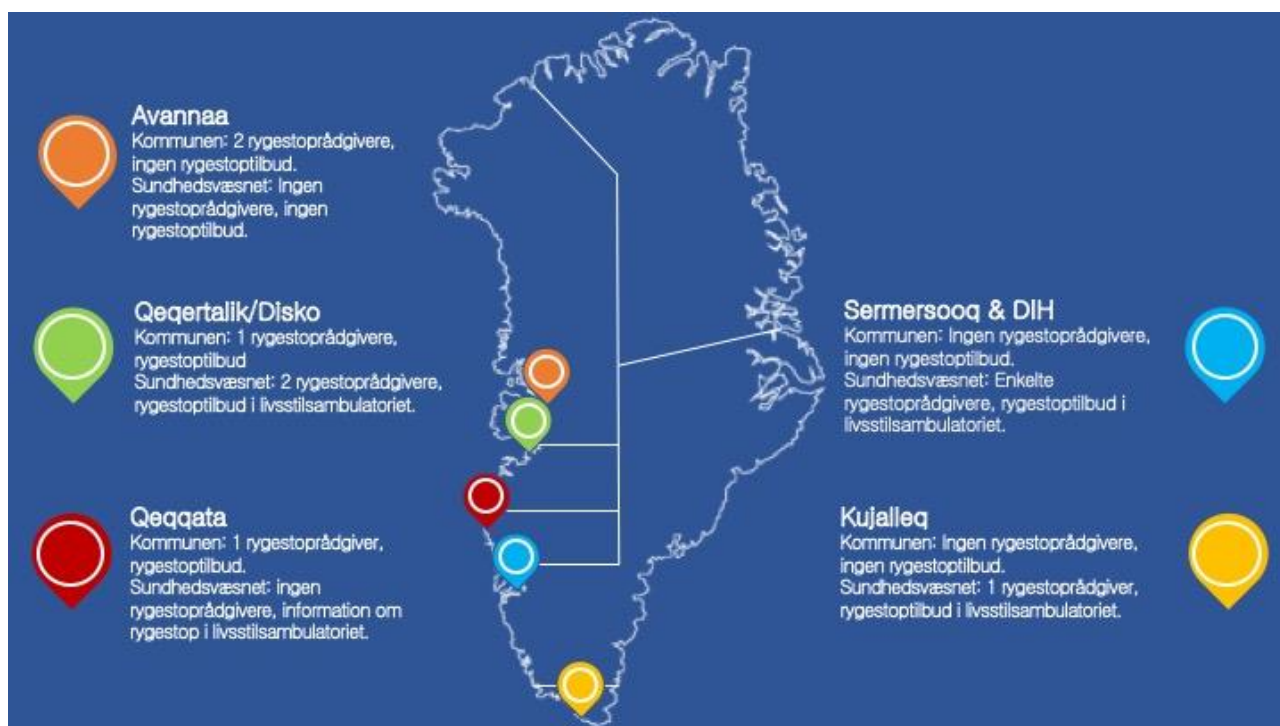 Avannaa
Kommunen: 2 rygestoprådgivere,
ingen rygestoptilbud.
Sundhedsvæsnet: Ingen
rygestoprådgivere, ingen
rygestoptilbud.
Qeqertalik/Disko
Kommunen: 1 rygestoprådgivere,
rygestoptilbud
Sundhedsvæsnet: 2 rygestoprådgivere,
rygestoptilbud i livsstilsambulatoriet.
Qeqqata
Kommunen: 1 rygestoprådgiver,
rygestoptilbud.
Sundhedsvæsnet: ingen
rygestoprådgivere, information om
rygestop i livsstilsambulatoriet.
Sermersooq & DIH
Kommunen: Ingen rygestoprådgivere,
ingen rygestoptilbud.
Sundhedsvæsnet: Enkelte
rygestoprådgivere, rygestoptilbud i
livsstilsambulatoriet.
Kujalleq
Kommunen: Ingen rygestoprådgivere,
ingen rygestoptilbud.
Sundhedsvæsnet: 1 rygestoprådgiver,
rygestoptilbud i livsstilsambulatoriet.